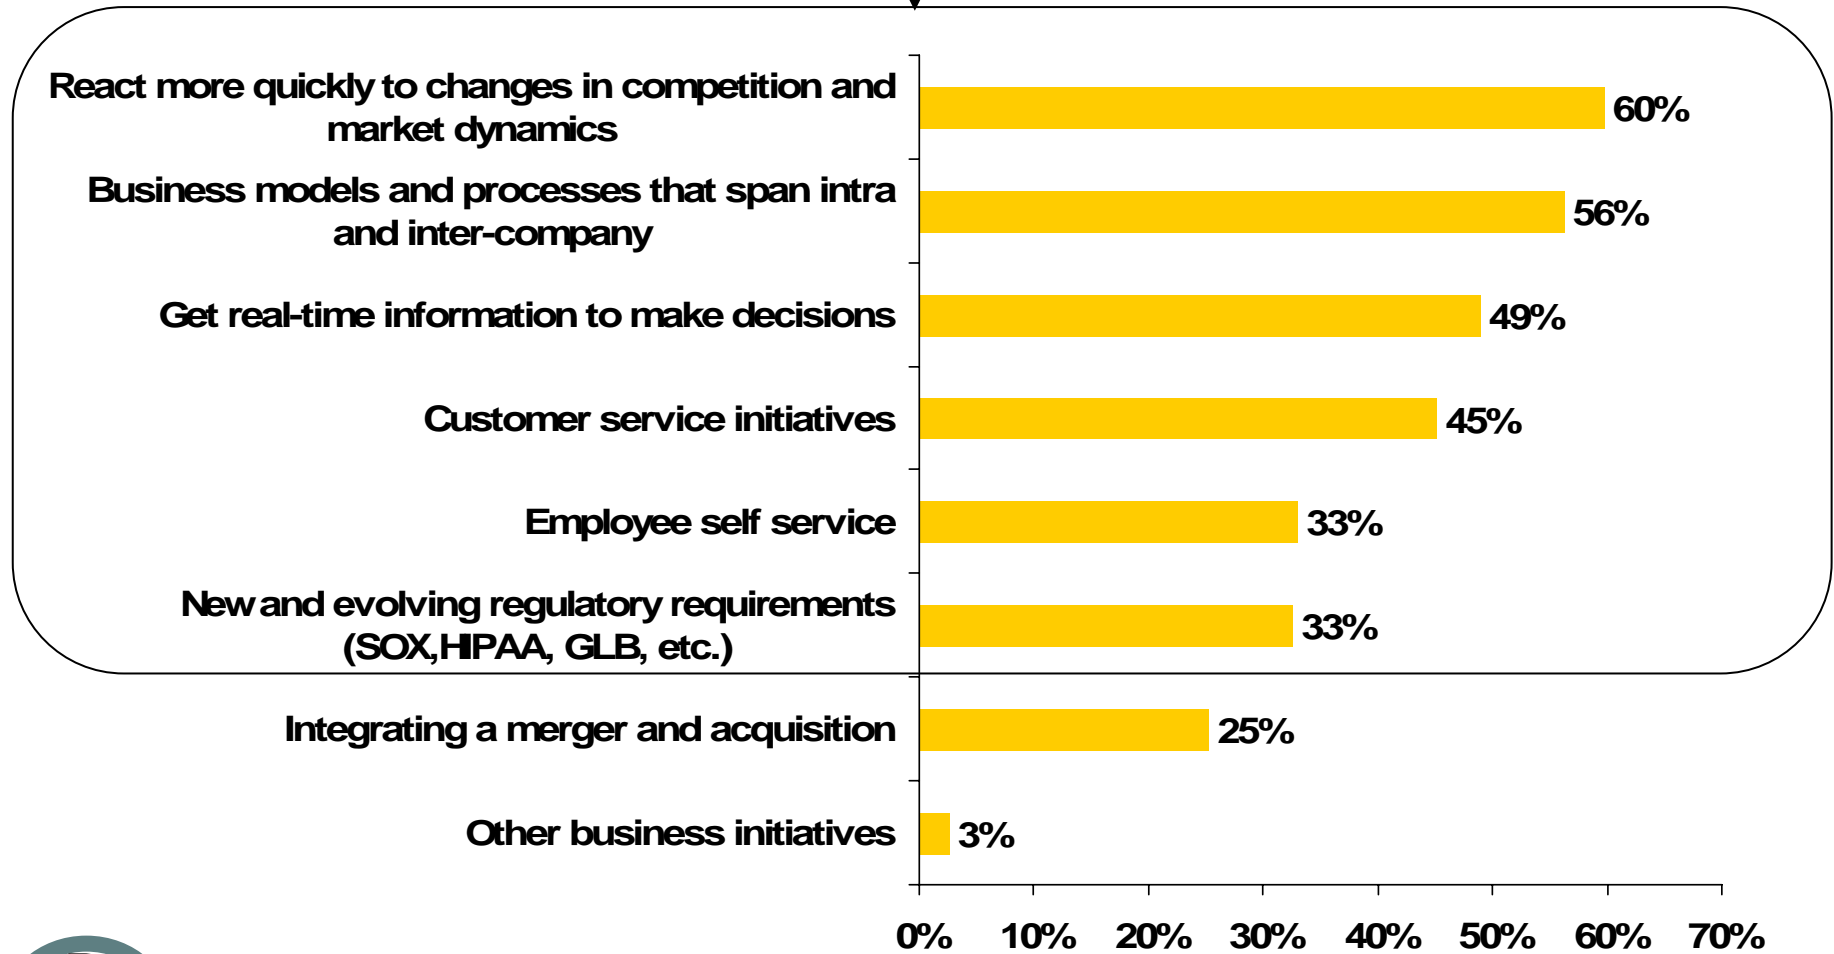 React more quickly to changes in competition and
market dynamics
60%
Business models and processes that span intra
and inter-company
56%
Get real-time information to make decisions
49%
Customer service initiatives
45%
Employee self service
33%
New and evolving regulatory requirements
(SOX,HIPAA, GLB, etc.)
33%
Integrating a merger and acquisition
25%
Other business initiatives
3%
0% 10% 20% 30% 40% 50% 60% 70%